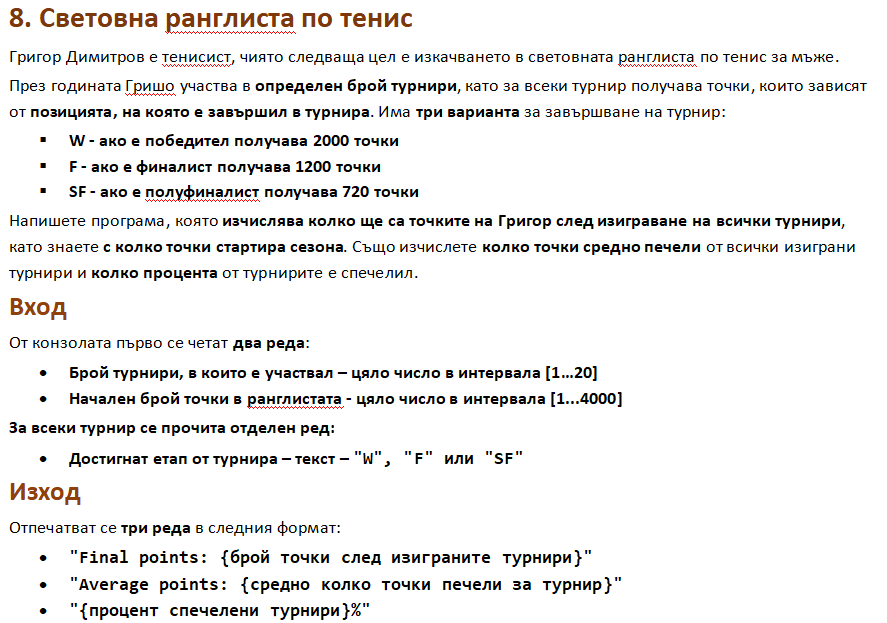 8. Световна ранглиста по тенис
Григор Димитров е тенисист, чиято следваща цел е изкачването в световната ранглиста по тенис за мъже.
През годината Гришо участва в определен брой турнири, като за всеки турнир получава точки, които зависят
от позицията, на която е завършил в турнира. Има три варианта за завършване на турнир:
▪ W - ако е победител получава 2000 точки
▪ F - ако е финалист получава 1200 точки
▪ SF - ако е полуфиналист получава 720 точки
Напишете програма, която изчислява колко ще са точките на Григор след изиграване на всички турнири,
като знаете с колко точки стартира сезона. Също изчислете колко точки средно печели от всички изиграни
турнири и колко процента от турнирите е спечелил.
Вход
От конзолата първо се четат два реда:
• Брой турнири, в които е участвал – цяло число в интервала [1…20]
• Начален брой точки в ранглистата - цяло число в интервала [1...4000]
За всеки турнир се прочита отделен ред:
• Достигнат етап от турнира – текст – "W", "F" или "SF"
Изход
Отпечатват се три реда в следния формат:
• "Final points: {брой точки след изиграните турнири}"
• "Average points: {средно колко точки печели за турнир}"
• "{процент спечелени турнири}%"